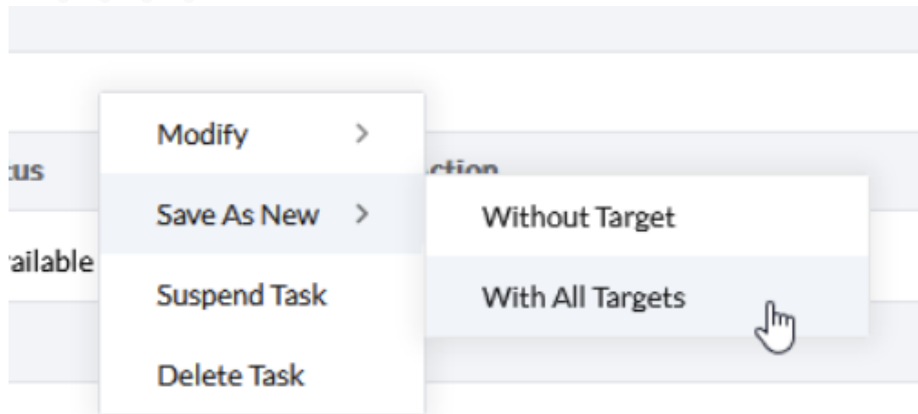 Modify
Save As New
Suspend Task
Delete Task
Without Target
With All Targets